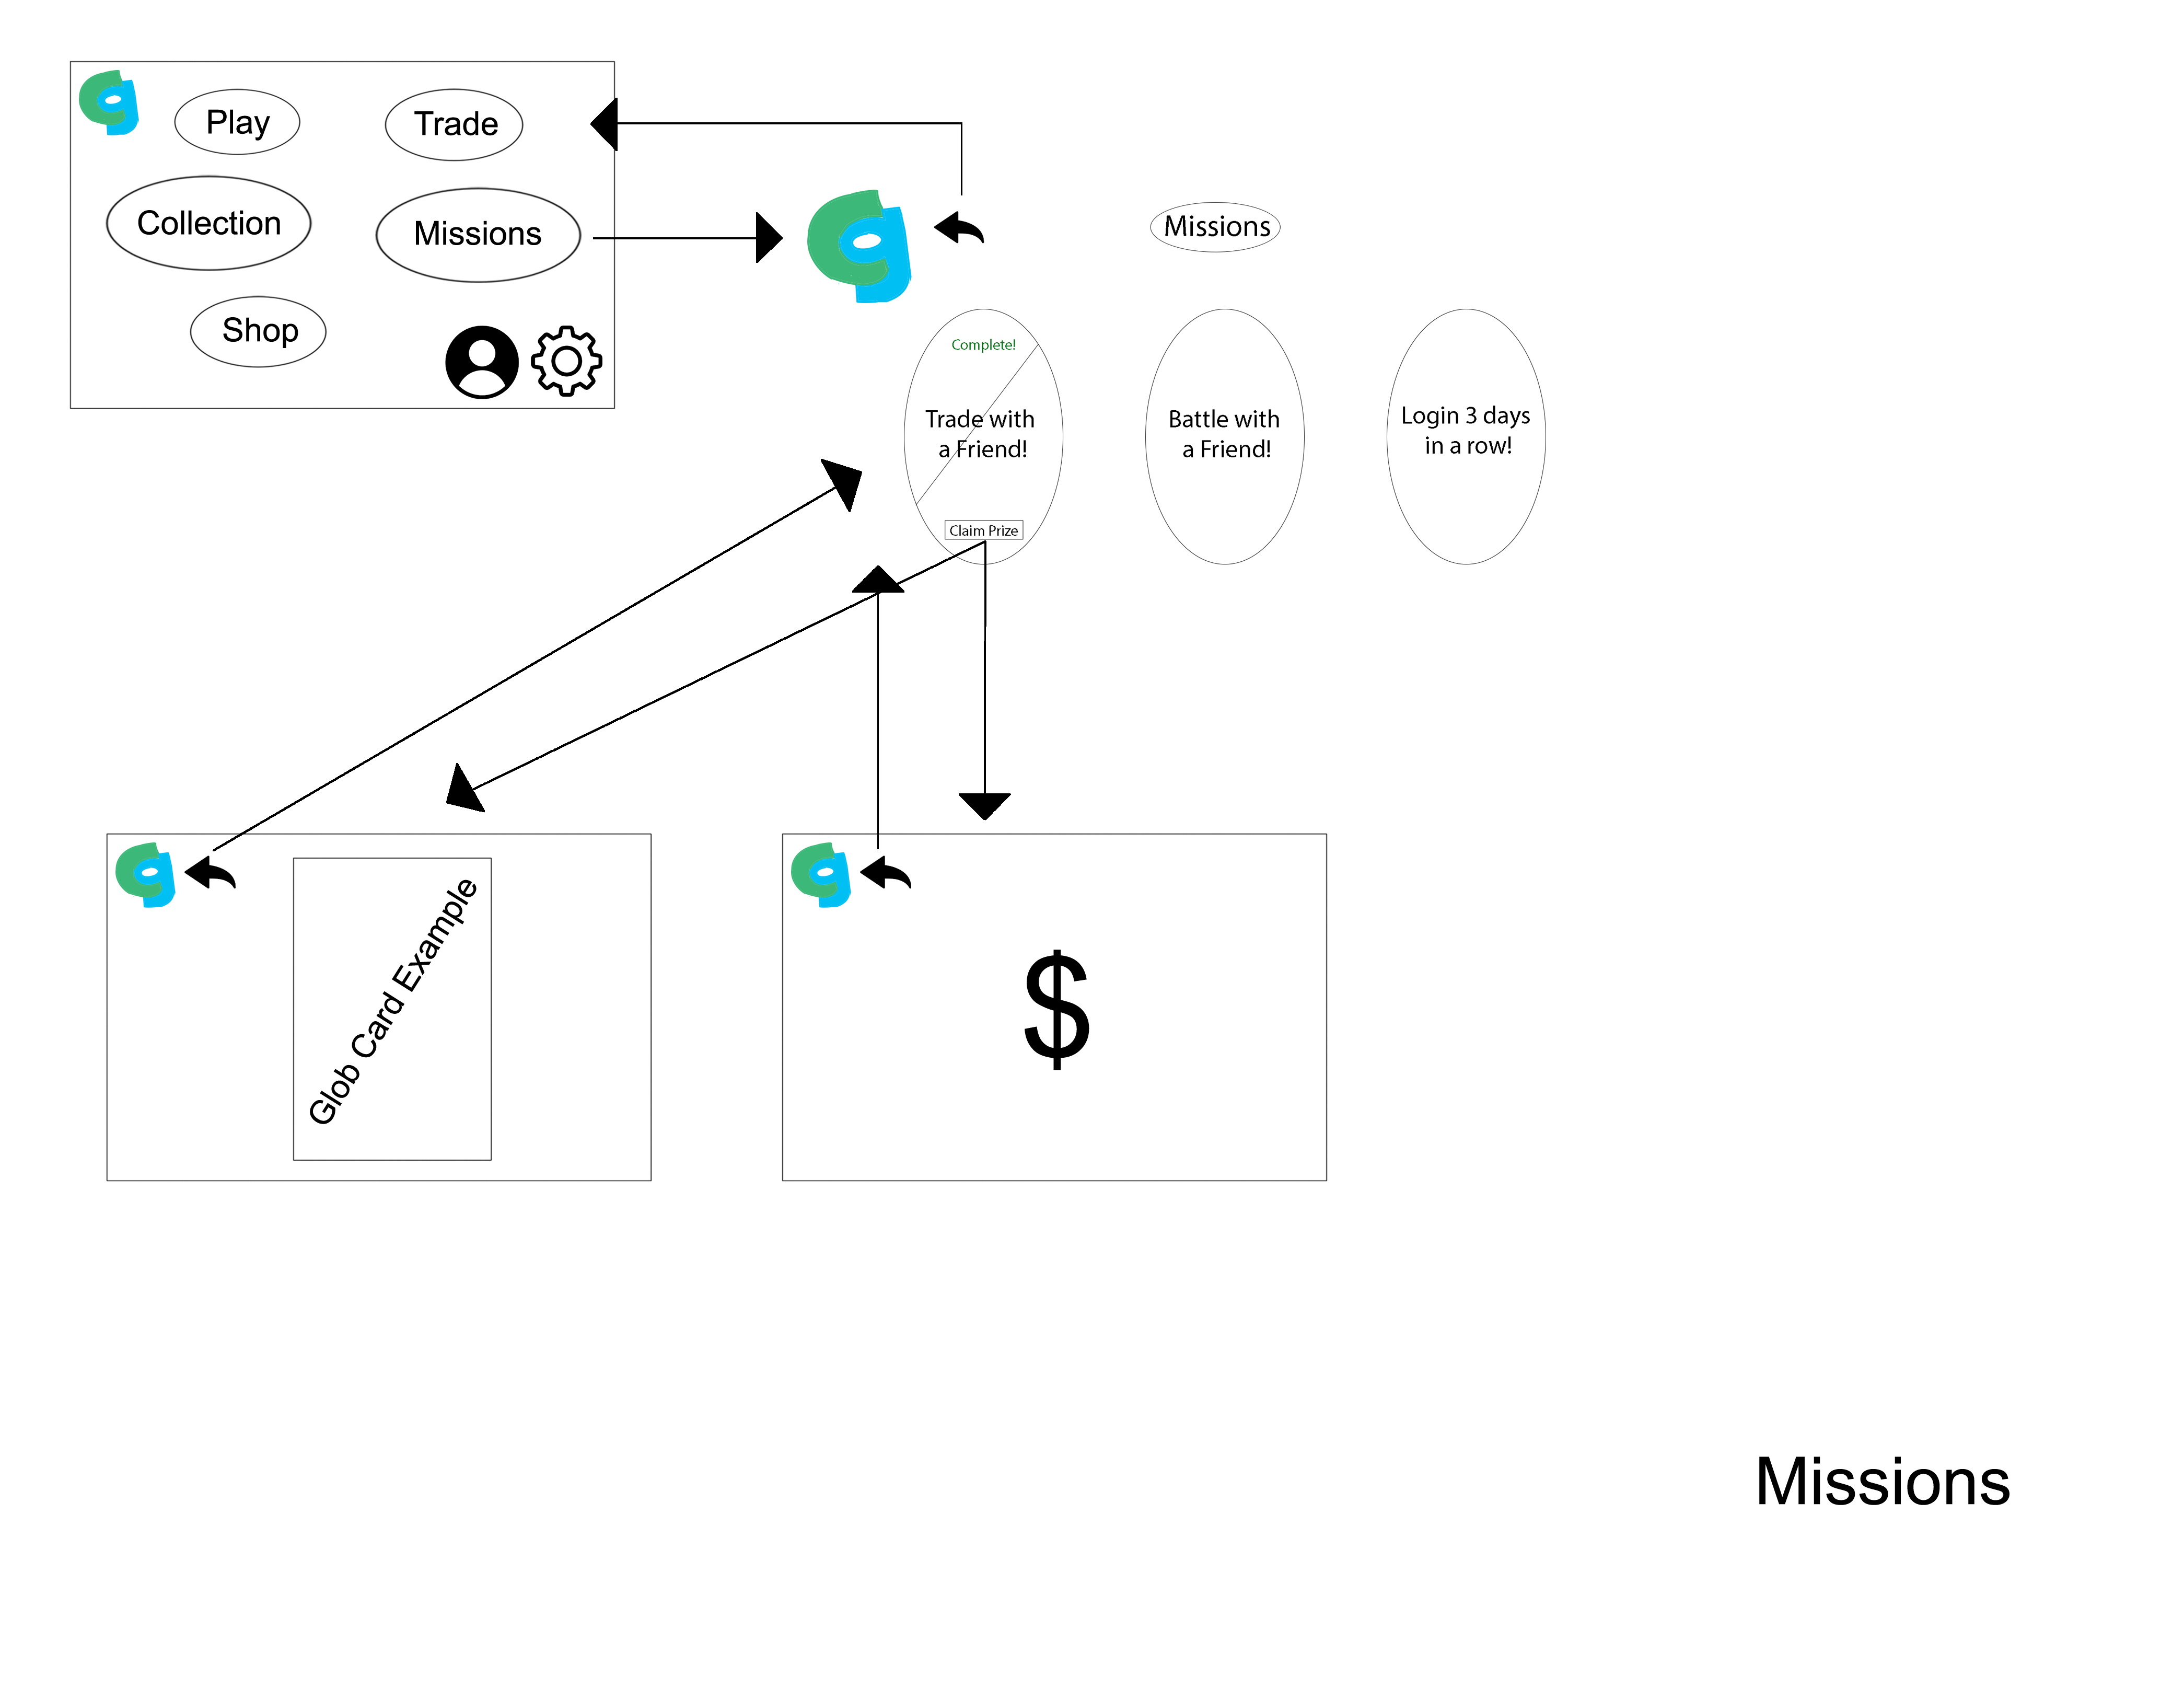 Play
Trade
Collection
Missions
Shop
Missions
Complete!
Trade with
a Friend!
Claim Prize
Battle with
a Friend!
Login 3 days
in a row!
Glob Card Example
$
Missions